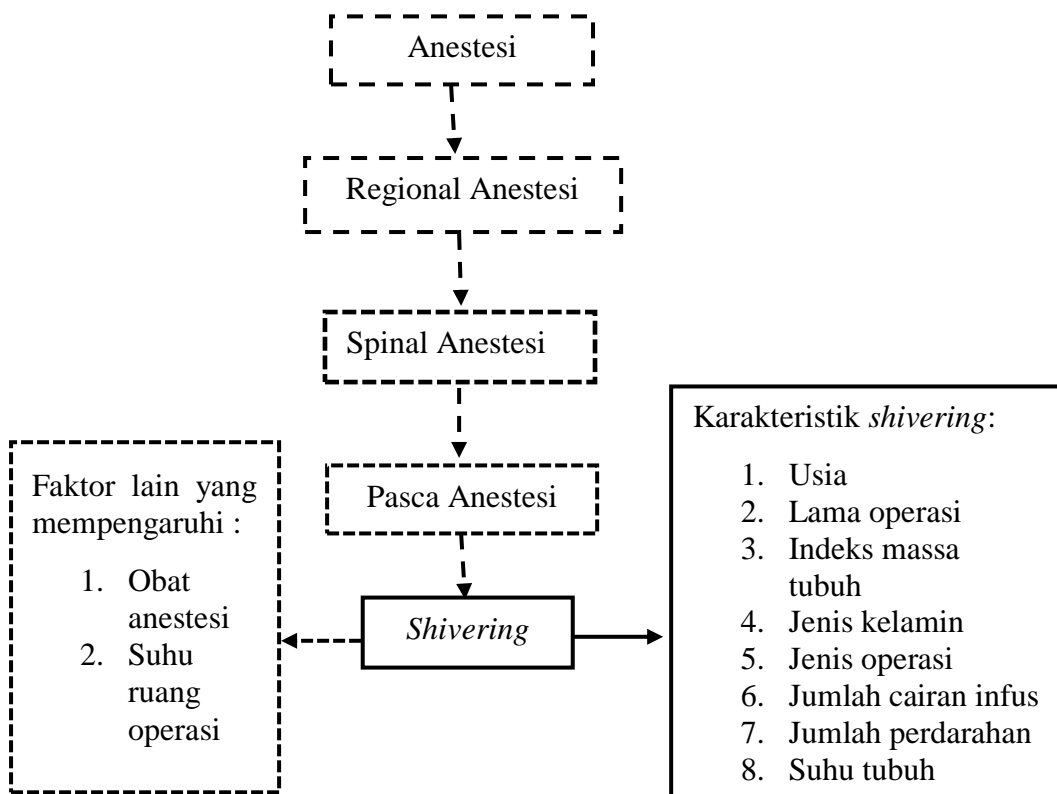 Anestesi
Regional Anestesi
Spinal Anestesi
Pasca Anestesi
Shivering
Faktor lain yang
mempengaruhi :
1. Obat
anestesi
2. Suhu
ruang
operasi
Karakteristik shivering:
1. Usia
2. Lama operasi
3. Indeks massa
tubuh
4. Jenis kelamin
5. Jenis operasi
6. Jumlah cairan infus
7. Jumlah perdarahan
8. Suhu tubuh